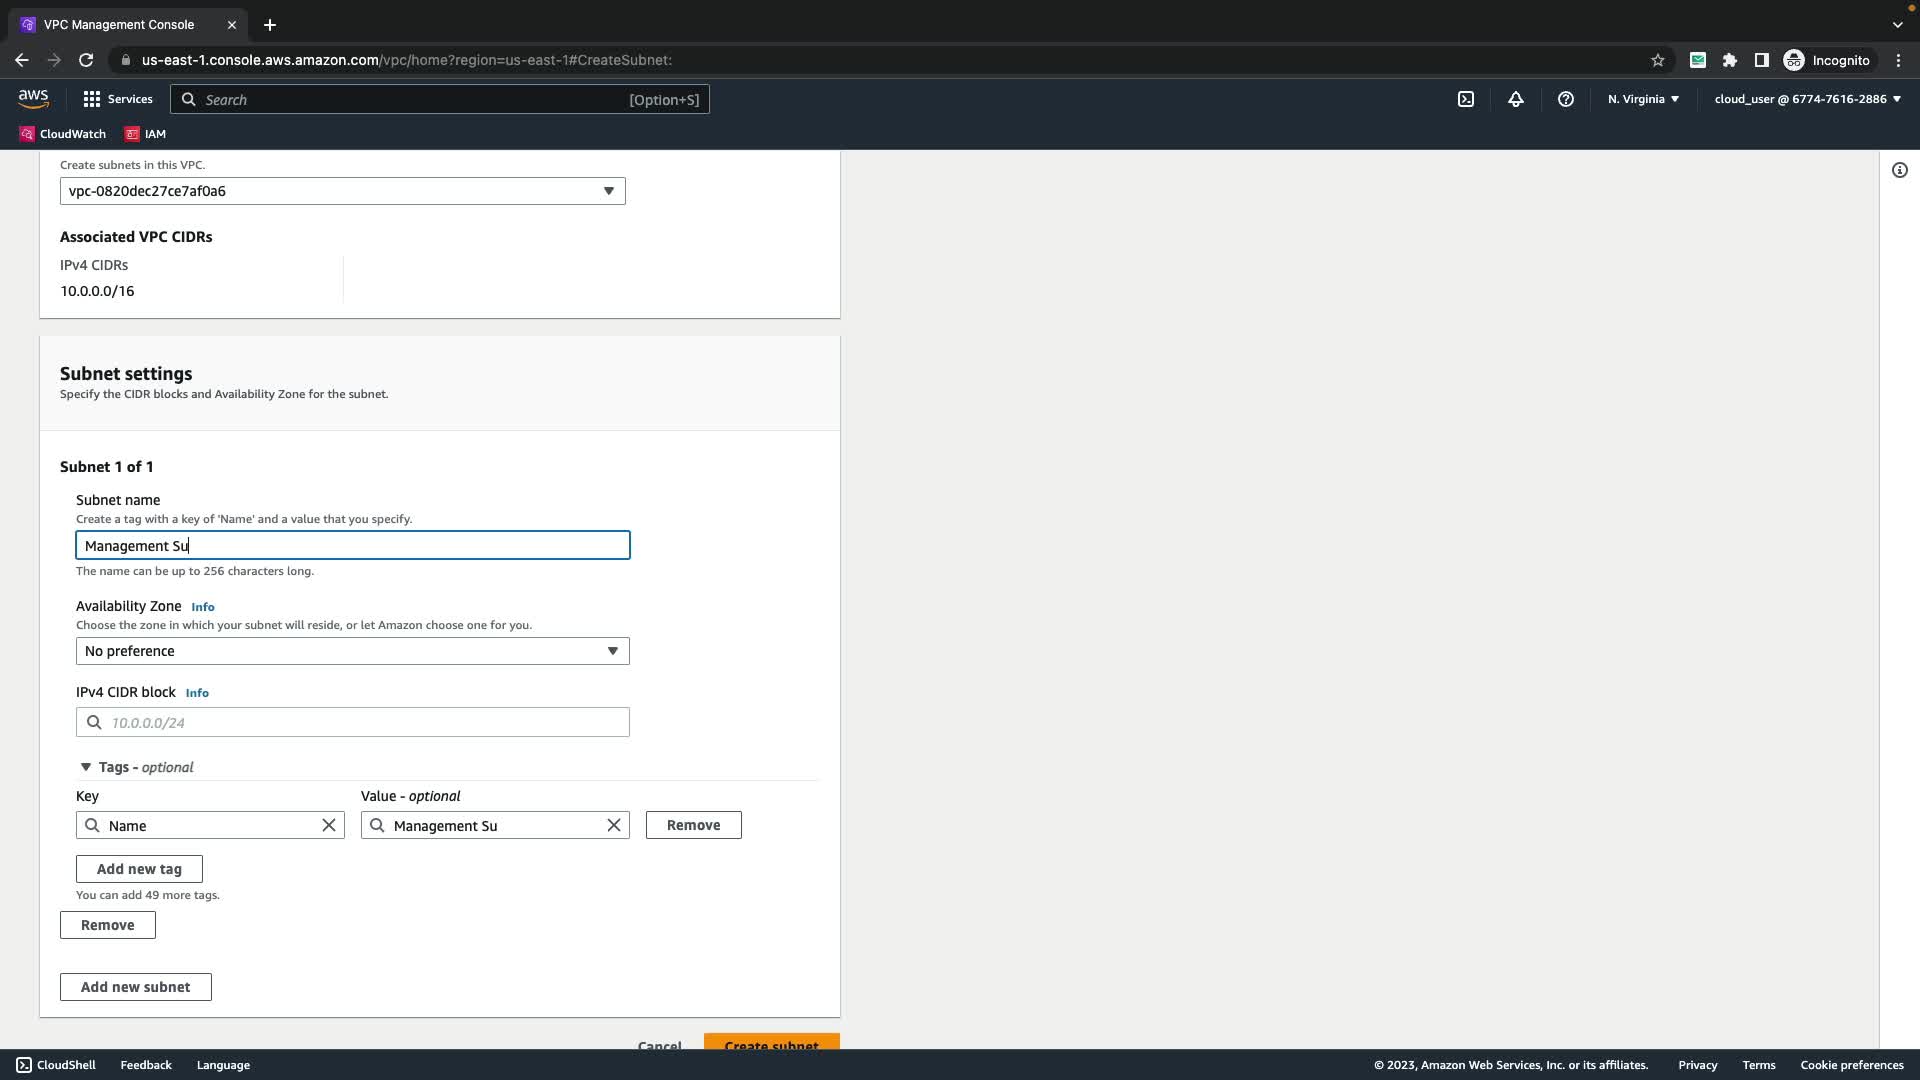 VPC Management Console
us-east-1.console.aws.amazon.com/vpc/home?region=us-east-1#CreateSubnet:
Incognito
aws
Services
Search
[Option+S]
N. Virginia
cloud_user @ 6774-7616-2886
CloudWatch
IAM
Create subnets in this VPC.
vpc-0820dec27ce7af0a6
Associated VPC CIDRs
IPv4 CIDRs
10.0.0.0/16
Subnet settings
Specify the CIDR blocks and Availability Zone for the subnet.
Subnet 1 of 1
Subnet name
Create a tag with a key of 'Name' and a value that you specify.
Management Su
The name can be up to 256 characters long.
Availability Zone Info
Choose the zone in which your subnet will reside, or let Amazon choose one for you.
No preference
IPv4 CIDR block Info
10.0.0.0/24
Tags - optional
Key
Value - optional
Name
Management Su
Remove
Add new tag
You can add 49 more tags.
Remove
Add new subnet
Cancel
Create subnet
CloudShell
Feedback
Language
© 2023, Amazon Web Services, Inc. or its affiliates.
Privacy
Terms
Cookie preferences